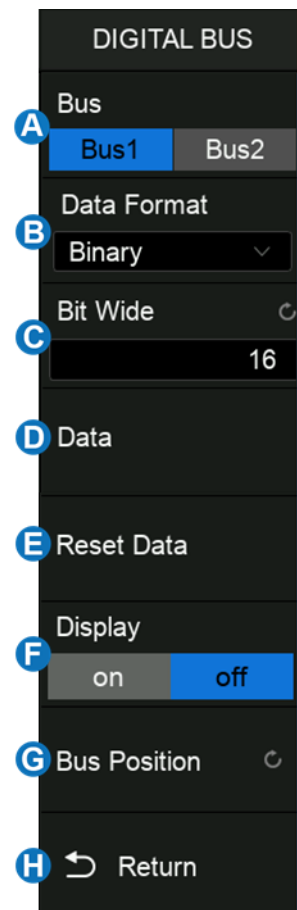 DIGITAL BUS
A
Bus
Bus1 Bus2
B
Data Format
Binary
C
Bit Wide
16
D
Data
E
Reset Data
F
Display
on off
G
Bus Position
H
Return